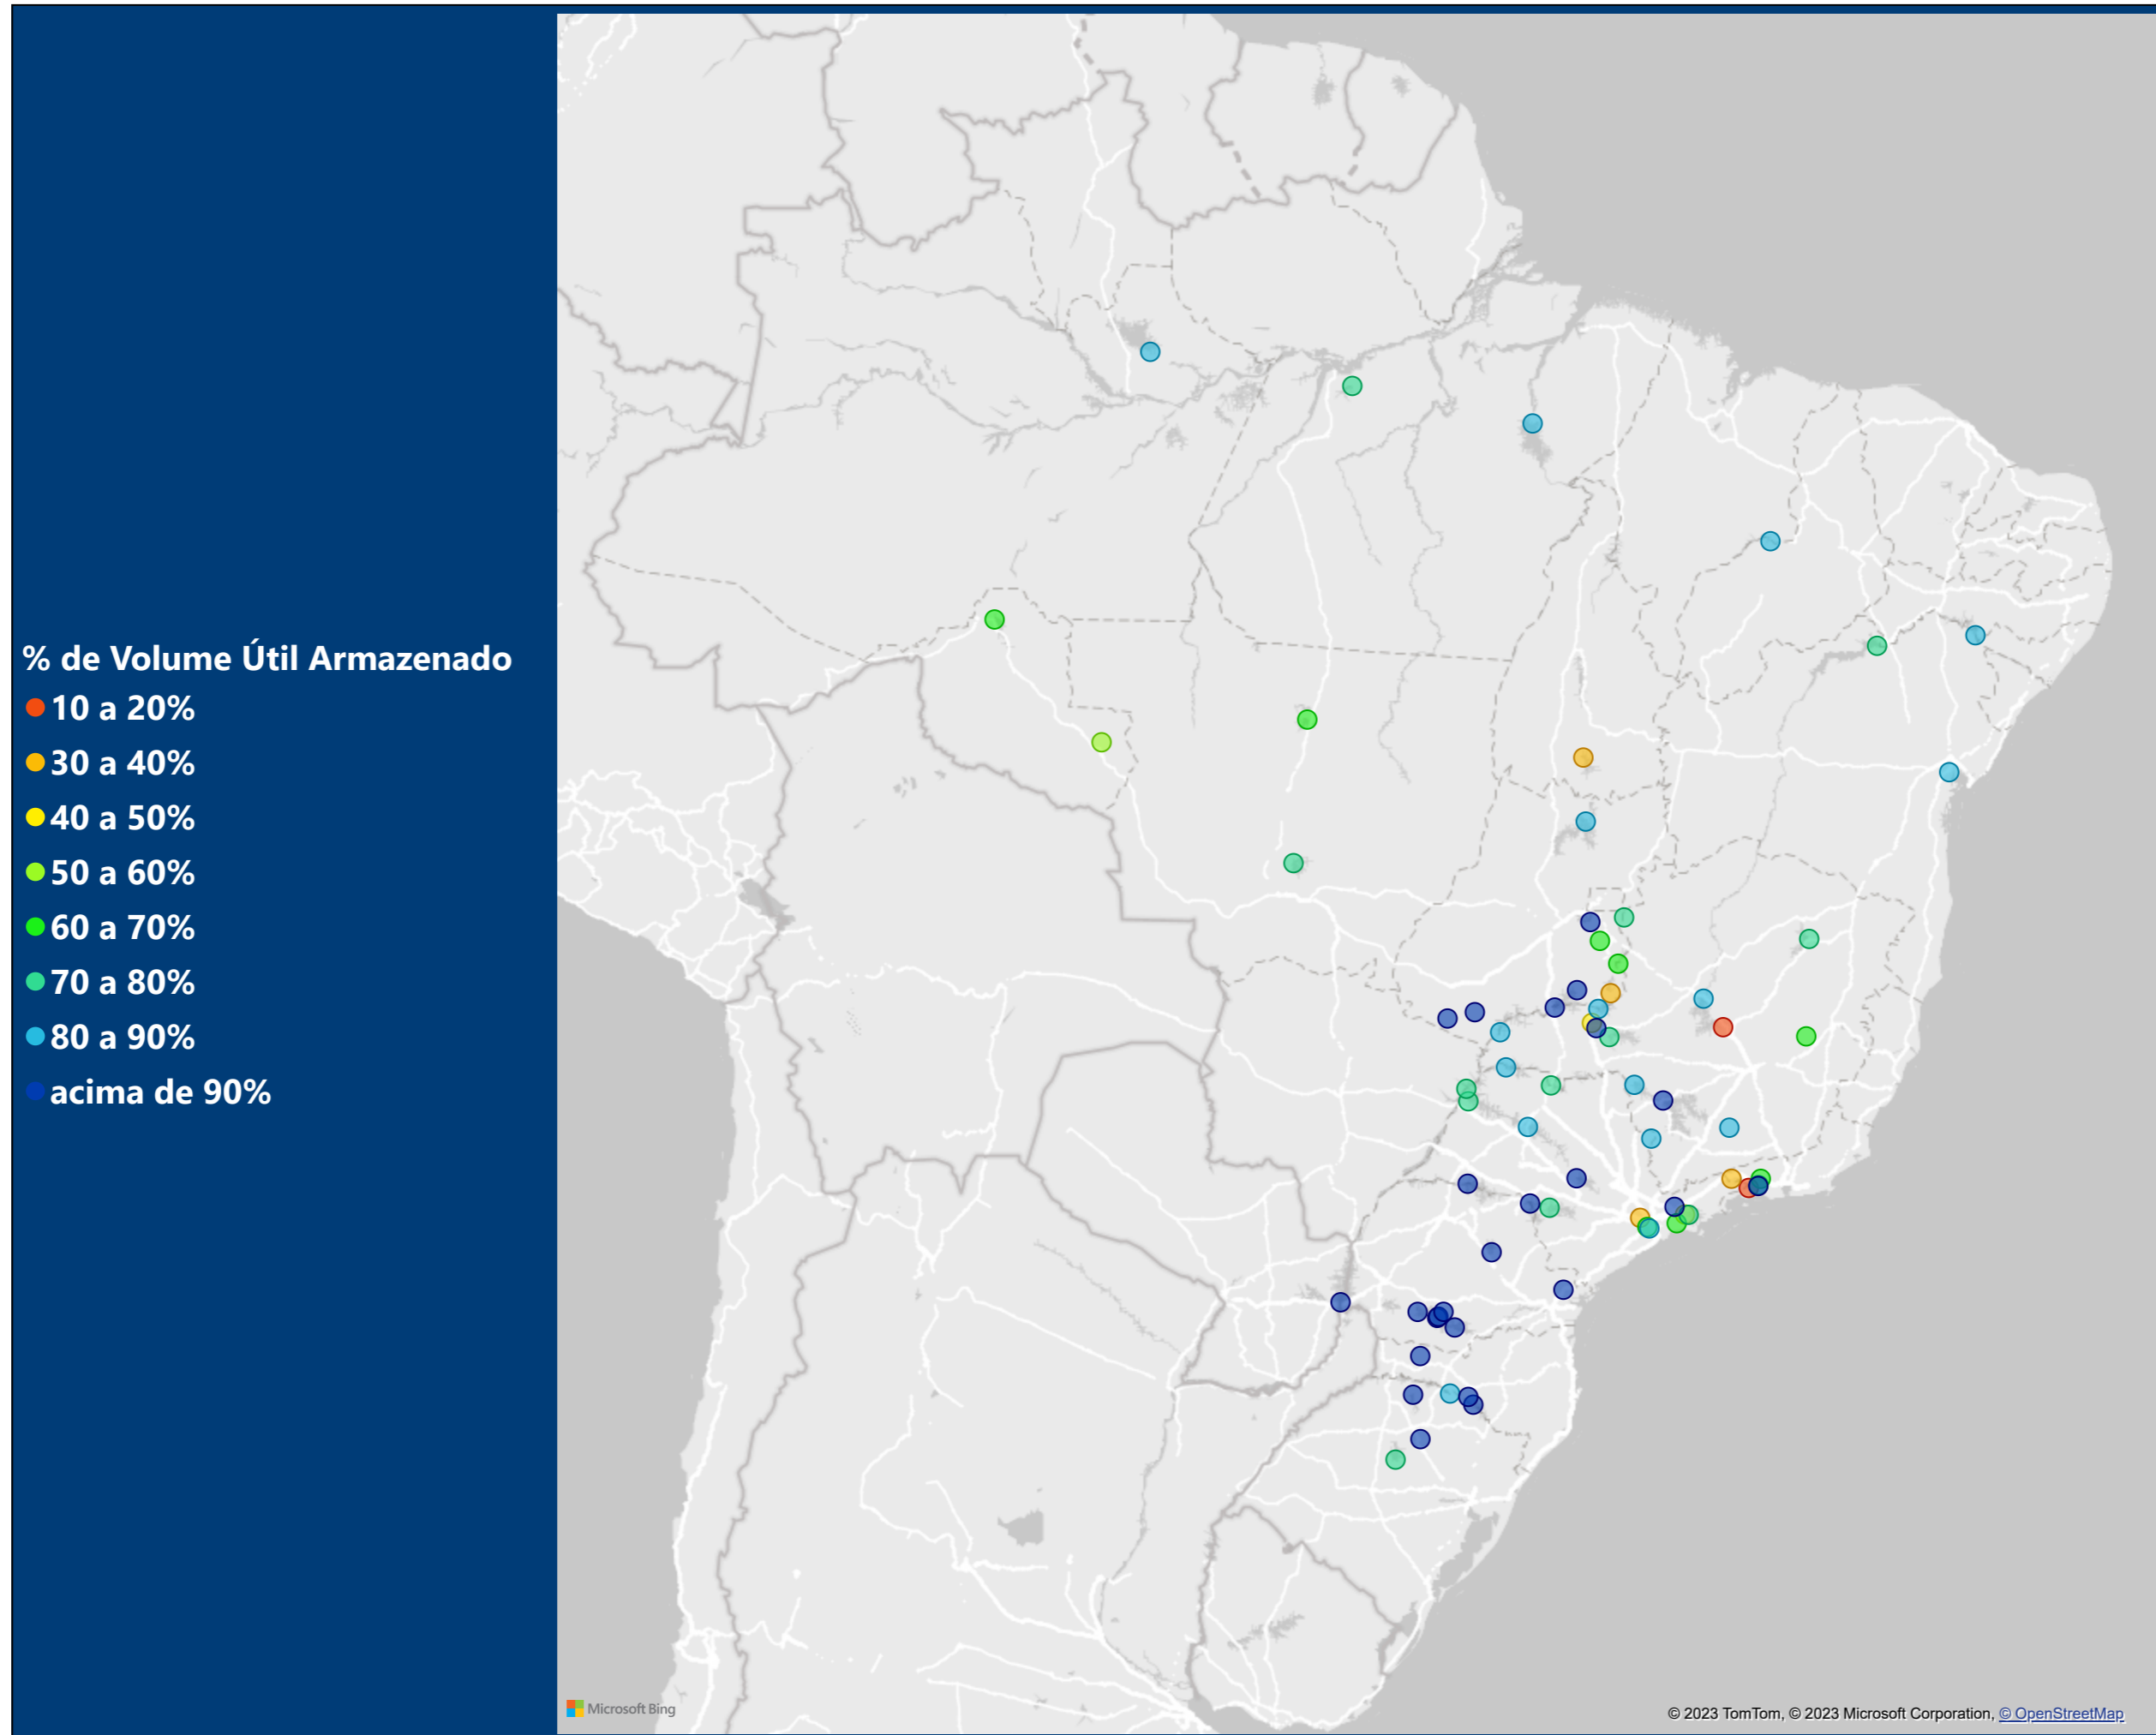 % de Volume Útil Armazenado
10 a 20%
30 a 40%
40 a 50%
50 a 60%
60 a 70%
70 a 80%
80 a 90%
acima de 90%
Microsoft Bing
© 2023 TomTom, © 2023 Microsoft Corporation, © OpenStreetMap